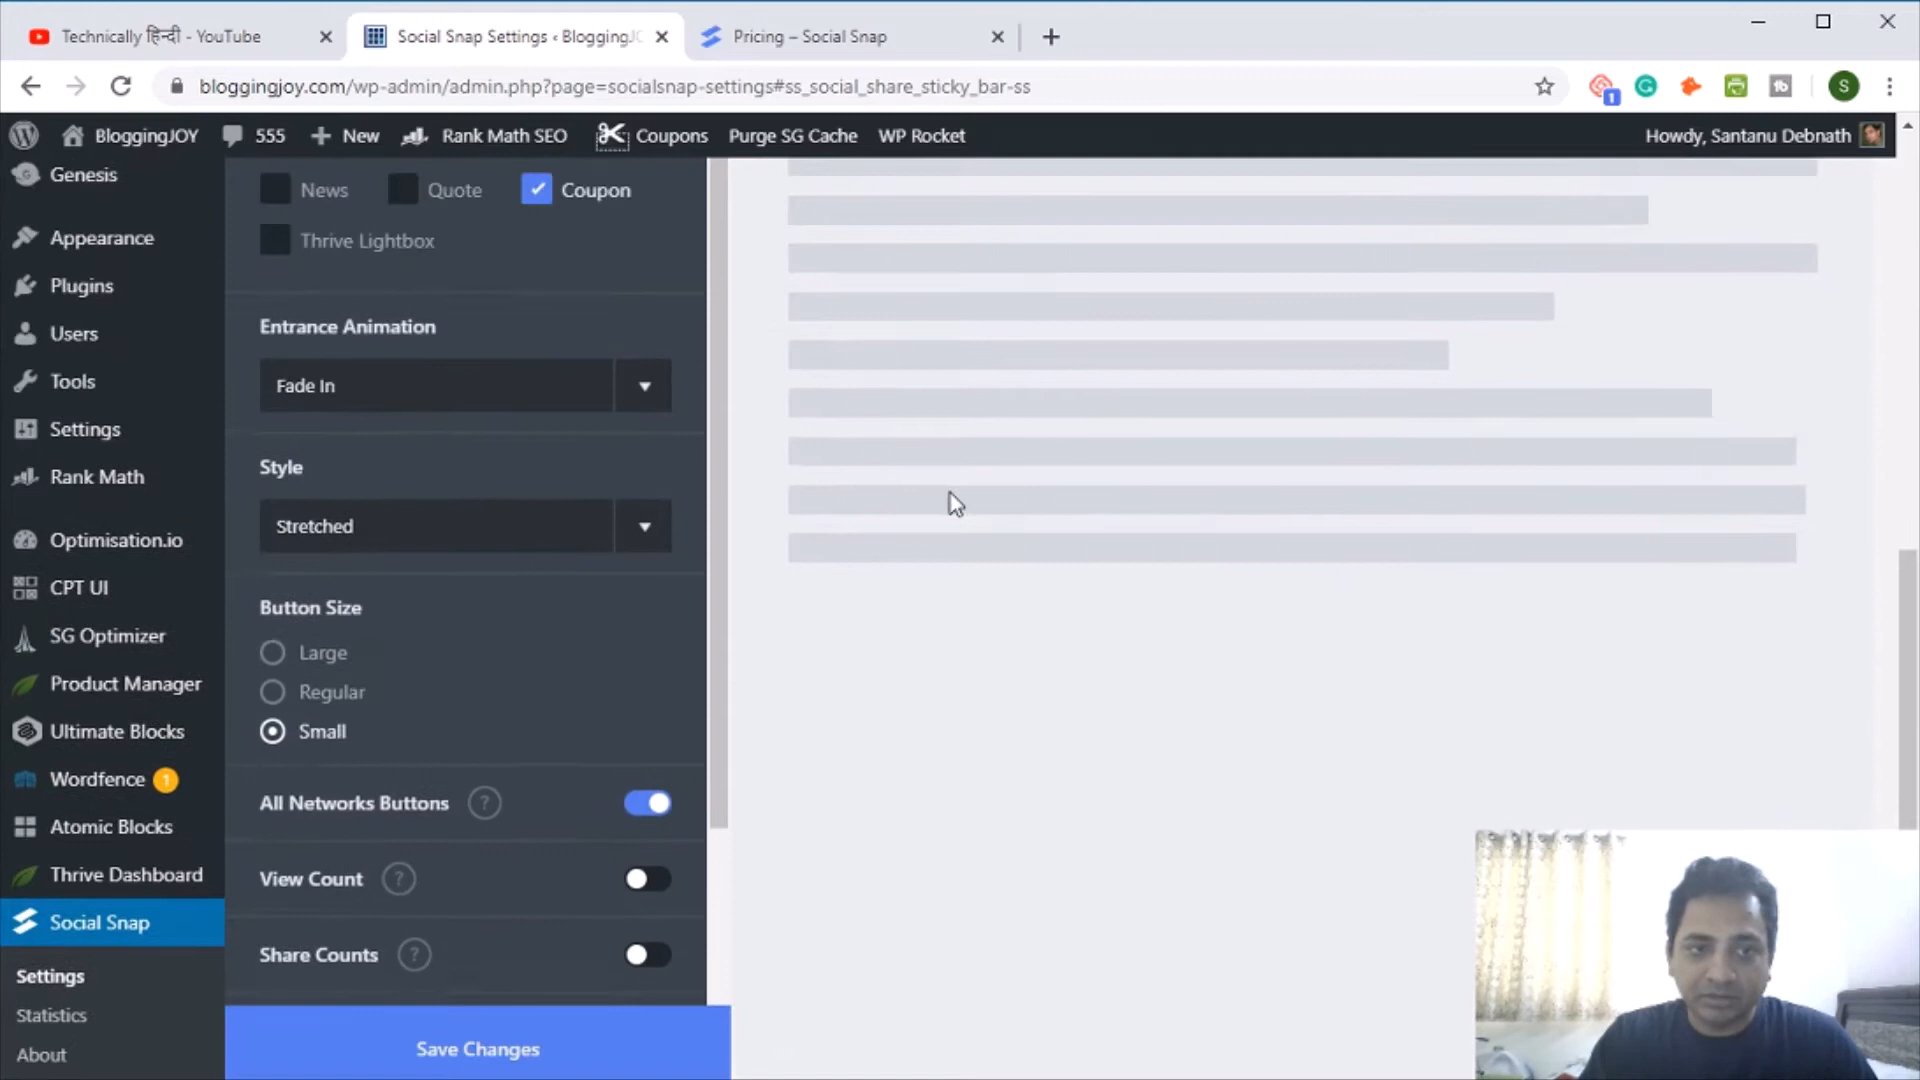 Technically हिन्दी - YouTube
Social Snap Settings ‹ BloggingJO
Pricing – Social Snap
bloggingjoy.com/wp-admin/admin.php?page=socialsnap-settings#ss_social_share_sticky_bar-ss
1
S
BloggingJOY
555
New
Rank Math SEO
Coupons
Purge SG Cache
WP Rocket
Howdy, Santanu Debnath
Genesis
Appearance
Plugins
Users
Tools
Settings
Rank Math
Optimisation.io
CPT UI
SG Optimizer
Product Manager
Ultimate Blocks
Wordfence 1
Atomic Blocks
Thrive Dashboard
Social Snap
Settings
Statistics
About
News
Quote
Coupon
Thrive Lightbox
Entrance Animation
Fade In
Style
Stretched
Button Size
Large
Regular
Small
All Networks Buttons ?
View Count ?
Share Counts ?
Save Changes